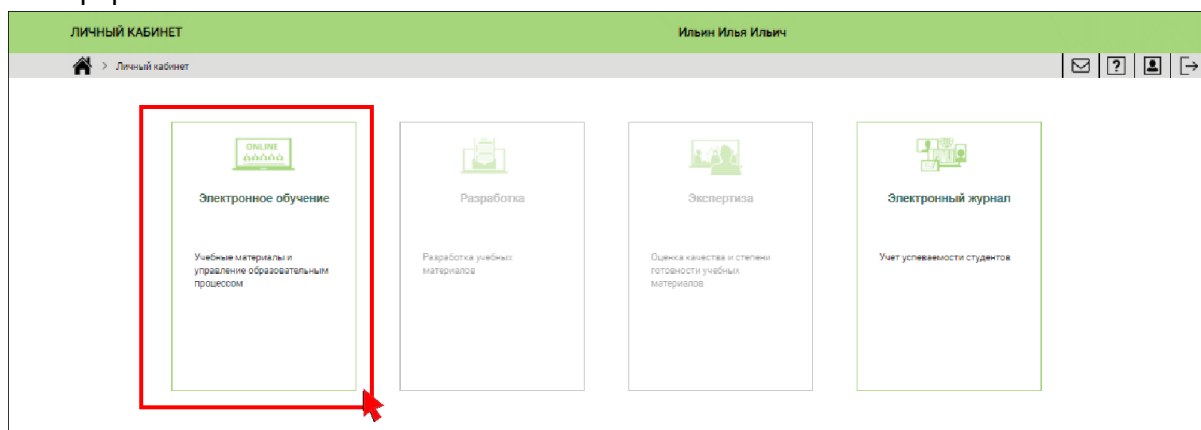 ЛИЧНЫЙ КАБИНЕТ
Ильин Илья Ильич
> Личный кабинет
?
ONLINE
Электронное обучение
Учебные материалы и
управление образовательным
процессом
Разработка
Разработка учебных
материалов
Экспертиза
Оценка качества и степени
готовности учебных
материалов
Электронный журнал
Учет успеваемости студентов